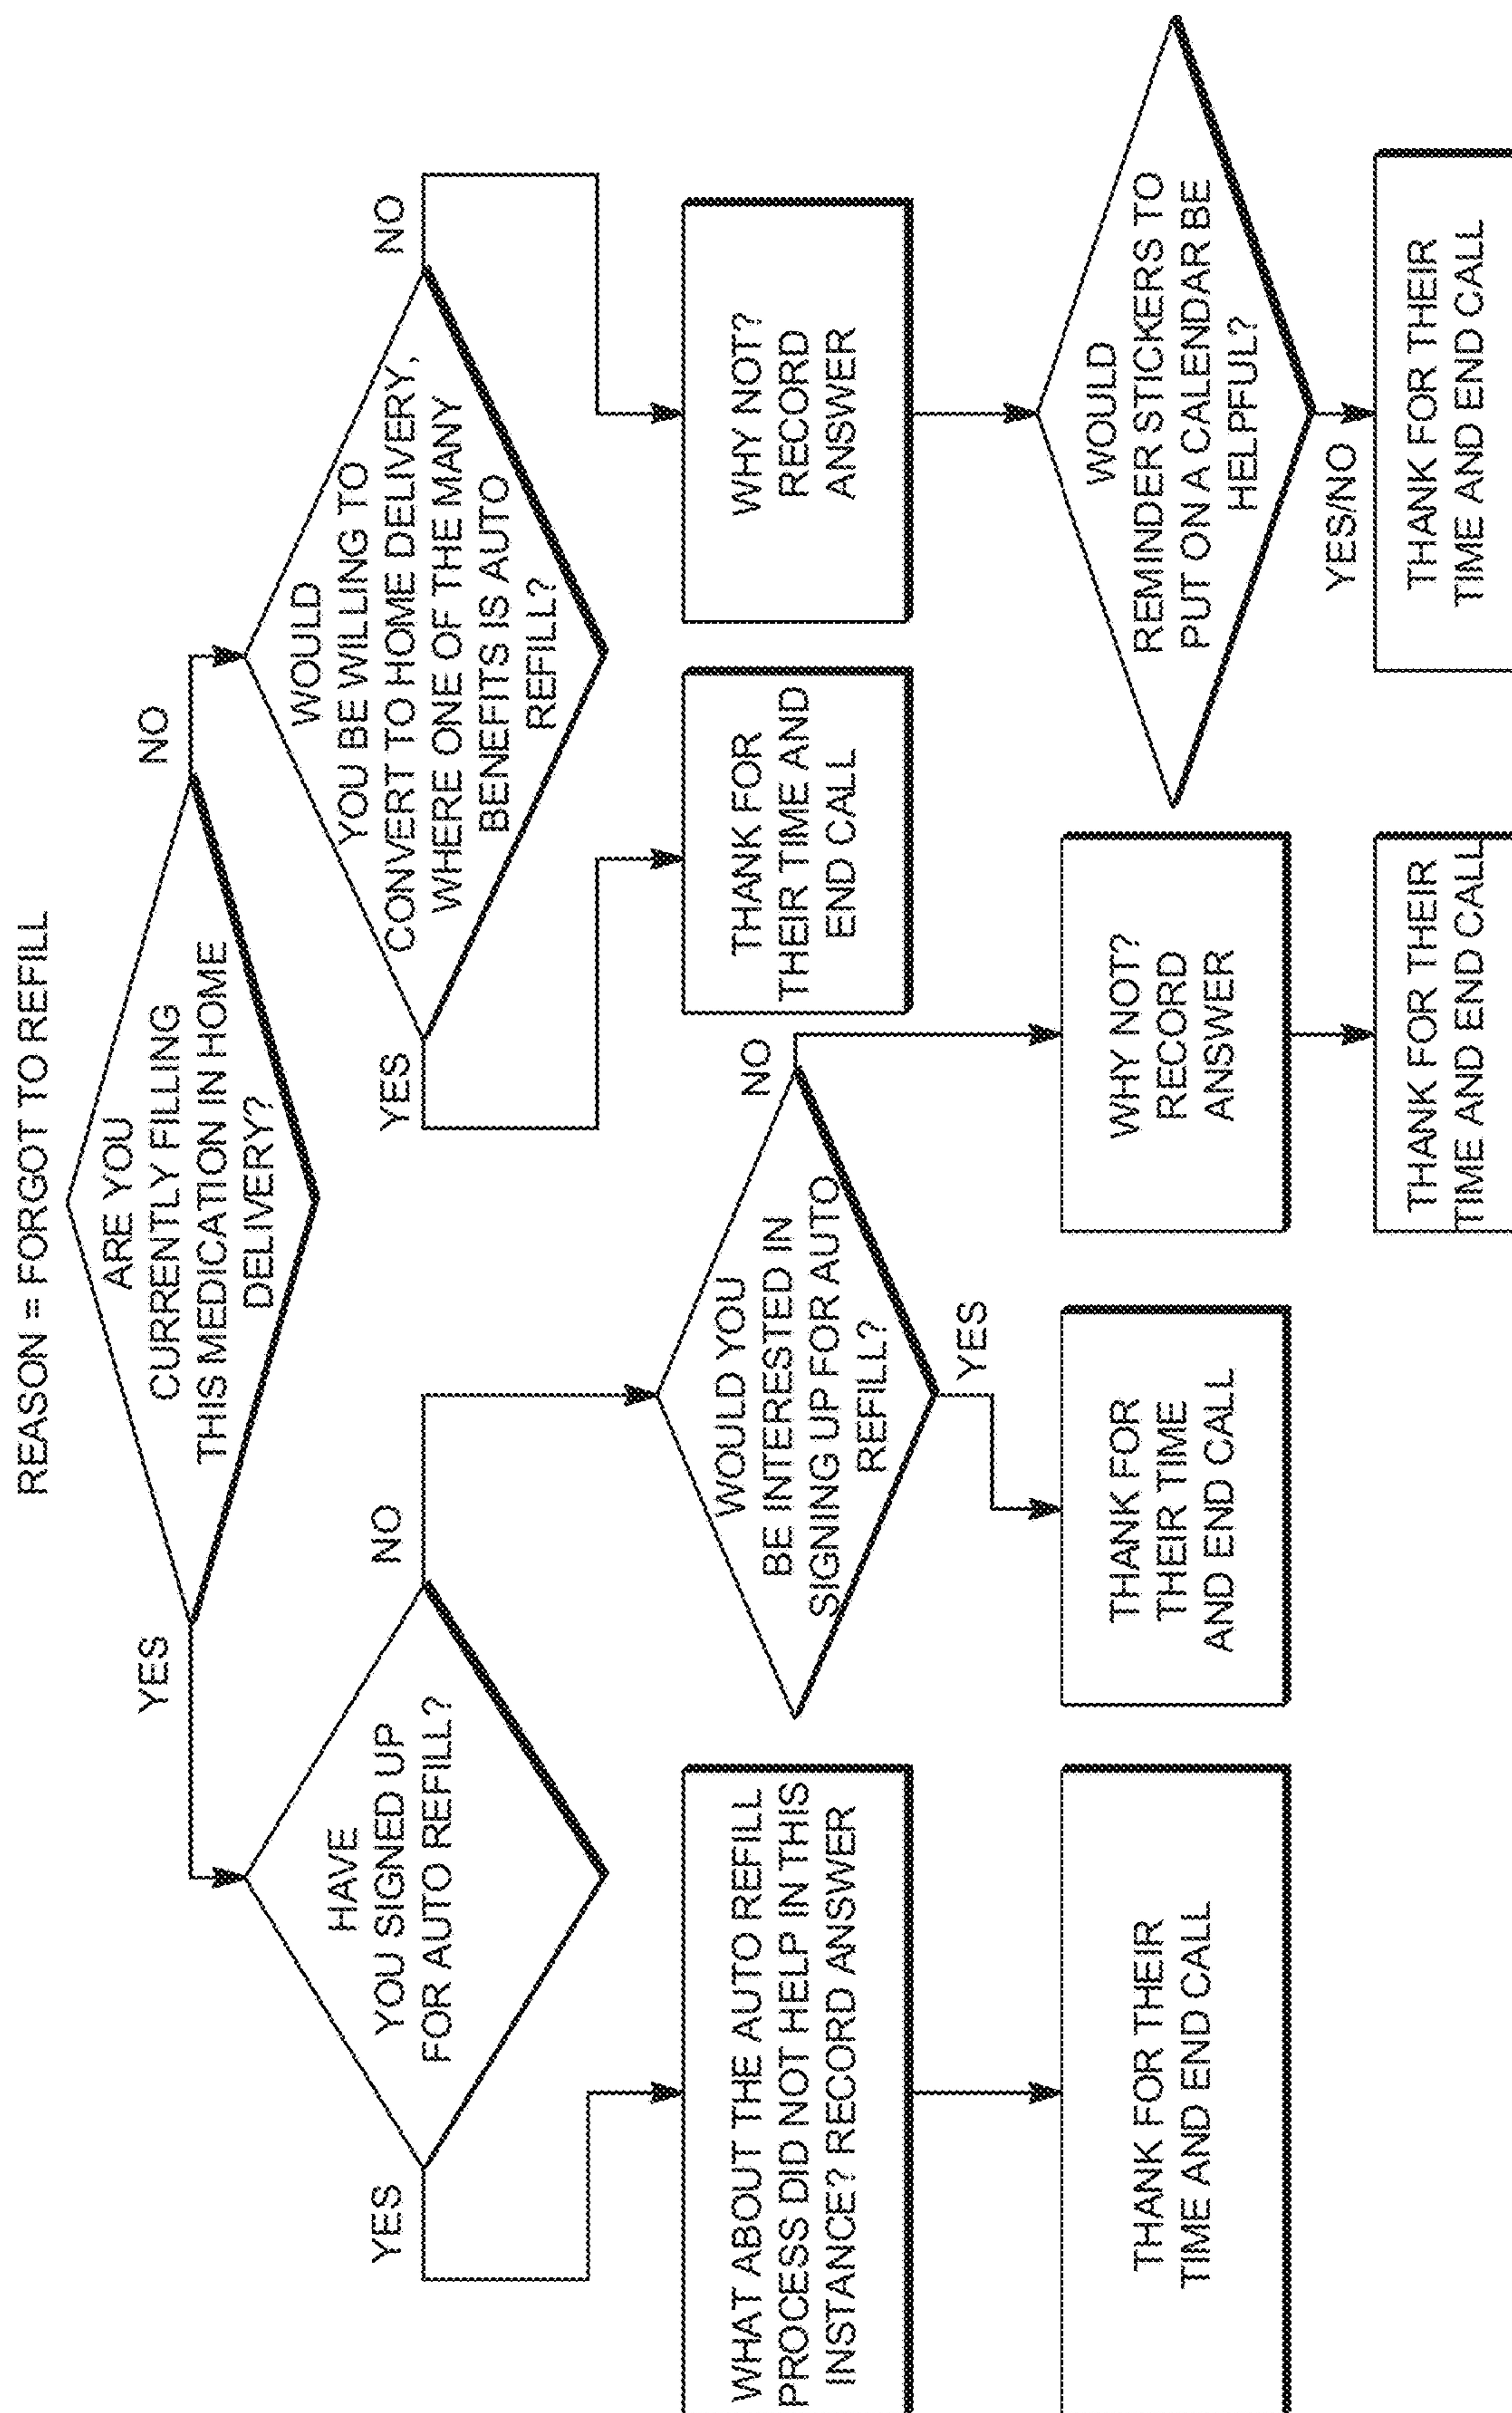 REASON = FORGOT TO REFILL
ARE YOU
CURRENTLY FILLING
THIS MEDICATION IN HOME
DELIVERY?
YES
NO
HAVE
YOU SIGNED UP
FOR AUTO REFILL?
YES
NO
WOULD
YOU BE WILLING TO
CONVERT TO HOME DELIVERY,
WHERE ONE OF THE MANY
BENEFITS IS AUTO
REFILL?
YES
NO
WHAT ABOUT THE AUTO REFILL
PROCESS DID NOT HELP IN THIS
INSTANCE? RECORD ANSWER
WOULD YOU
BE INTERESTED IN
SIGNING UP FOR AUTO
REFILL?
NO
YES
THANK FOR
THEIR TIME AND
END CALL
WHY NOT?
RECORD
ANSWER
THANK FOR THEIR
TIME AND END CALL
THANK FOR
THEIR TIME
AND END CALL
WHY NOT?
RECORD
ANSWER
WOULD
REMINDER STICKERS TO
PUT ON A CALENDAR BE
HELPFUL?
YES/NO
THANK FOR THEIR
TIME AND END CALL
THANK FOR THEIR
TIME AND END CALL